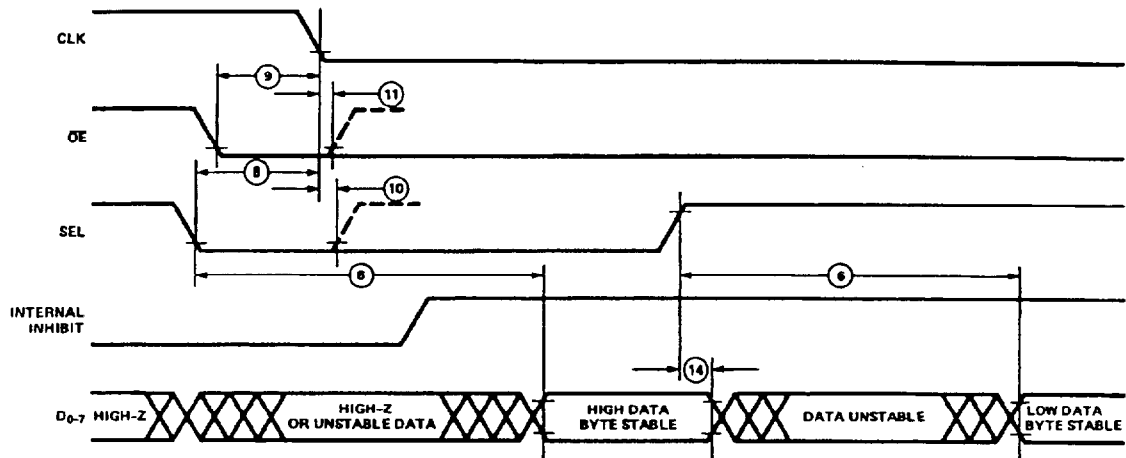 CLK
9
11
OE
8
10
SEL
6
6
INTERNAL
INHIBIT
14
D0-7
HIGH-Z
HIGH-Z
OR UNSTABLE DATA
HIGH DATA
BYTE STABLE
DATA UNSTABLE
LOW DATA
BYTE STABLE